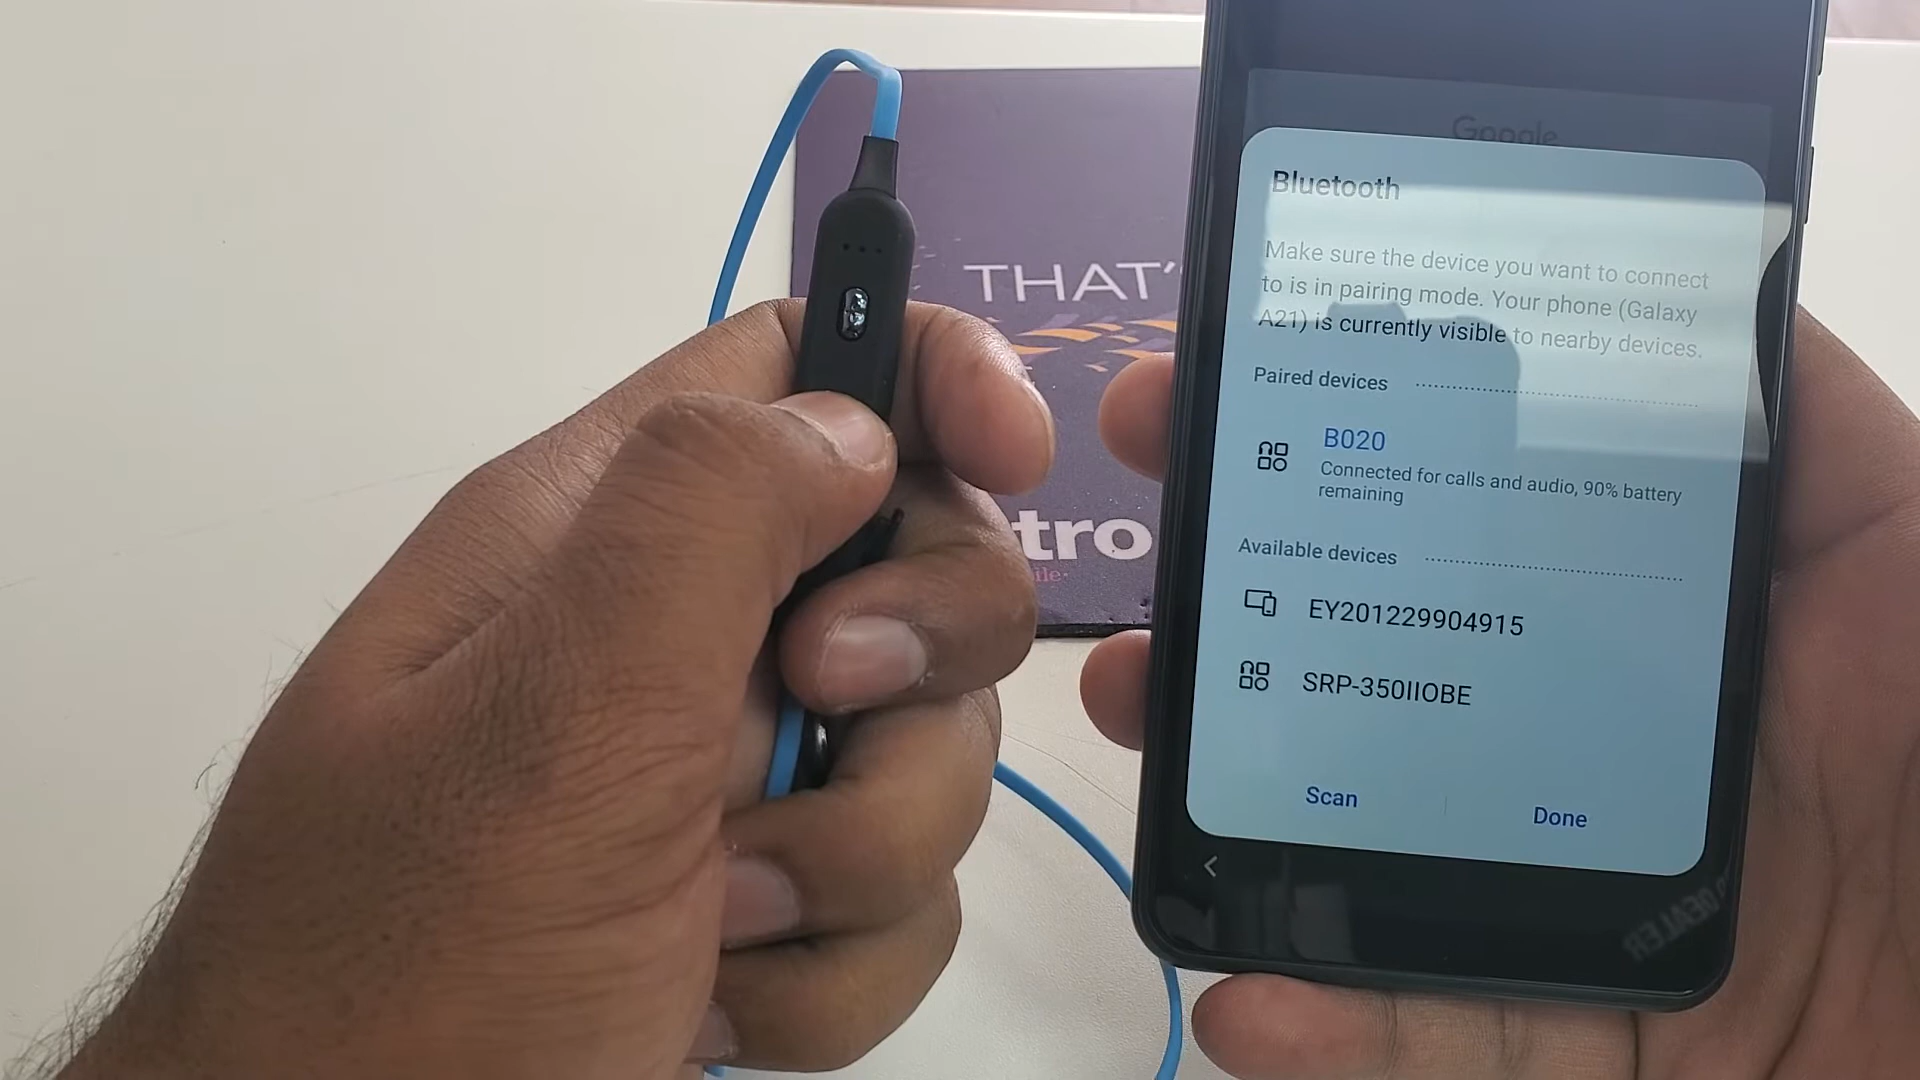 THAT'
tro
ile·
Google
Bluetooth
Make sure the device you want to connect
to is in pairing mode. Your phone (Galaxy
A21) is currently visible to nearby devices.
Paired devices
B020
Connected for calls and audio, 90% battery
remaining
Available devices
EY201229904915
SRP-350IIOBE
Scan
Done
DEALER